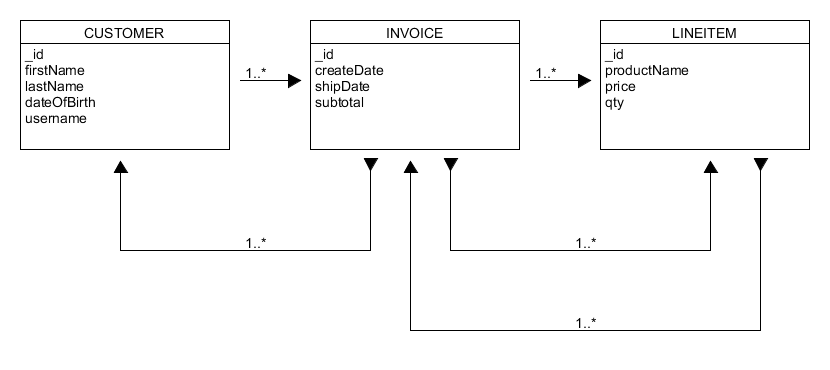 CUSTOMER
_id
firstName
lastName
dateOfBirth
username
1..*
INVOICE
_id
createDate
shipDate
subtotal
1..*
LINEITEM
_id
productName
price
qty
1..*
1..*
1..*